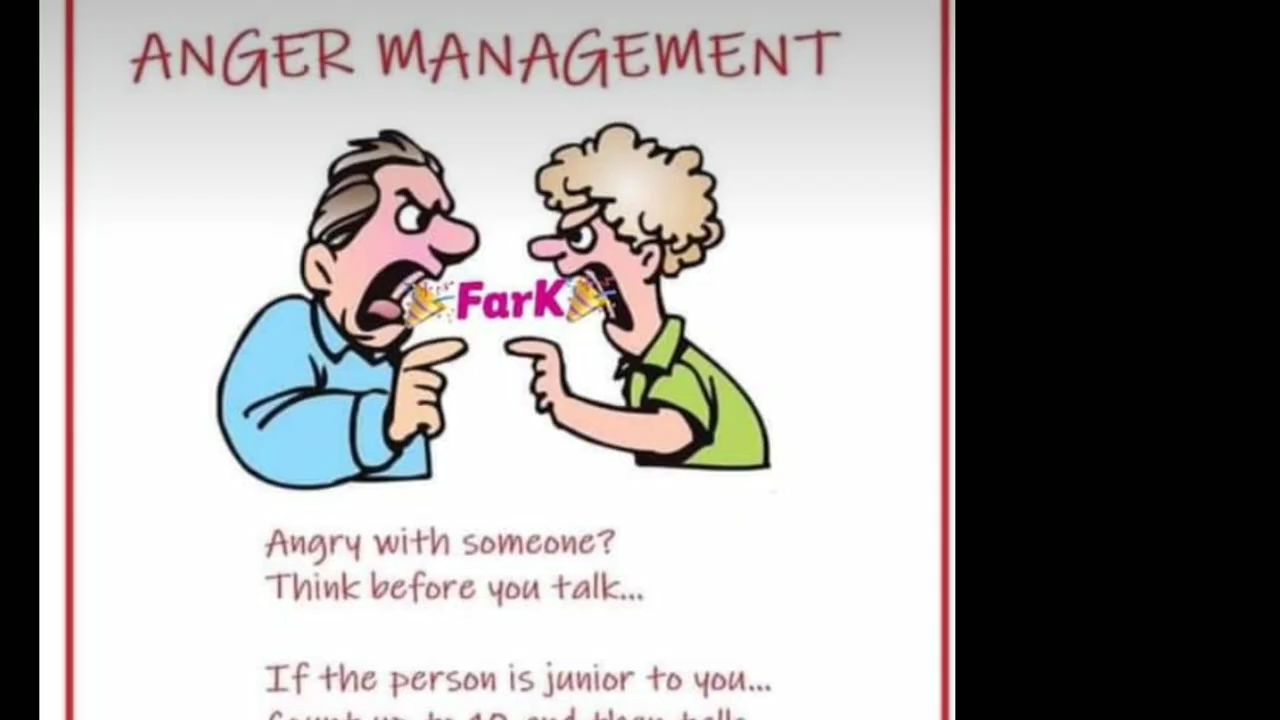 ANGER MANAGEMENT
🎉FarK🎉
Angry with someone?
Think before you talk...
If the person is junior to you...